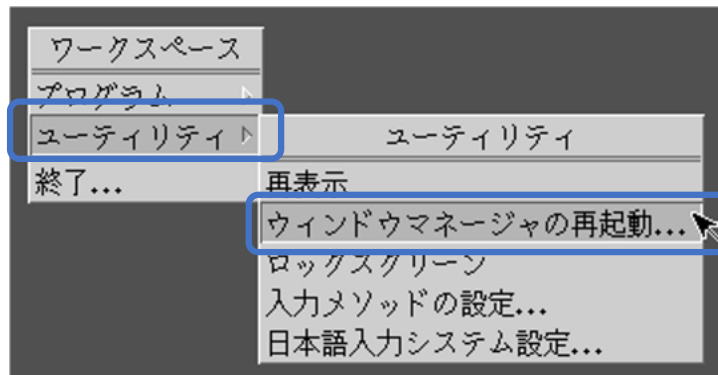 ワークスペース
プログラム
ユーティリティ
終了...
ユーティリティ
再表示
ウィンドウマネージャの再起動...
ロックスクリーン
入力メソッドの設定...
日本語入力システム設定...